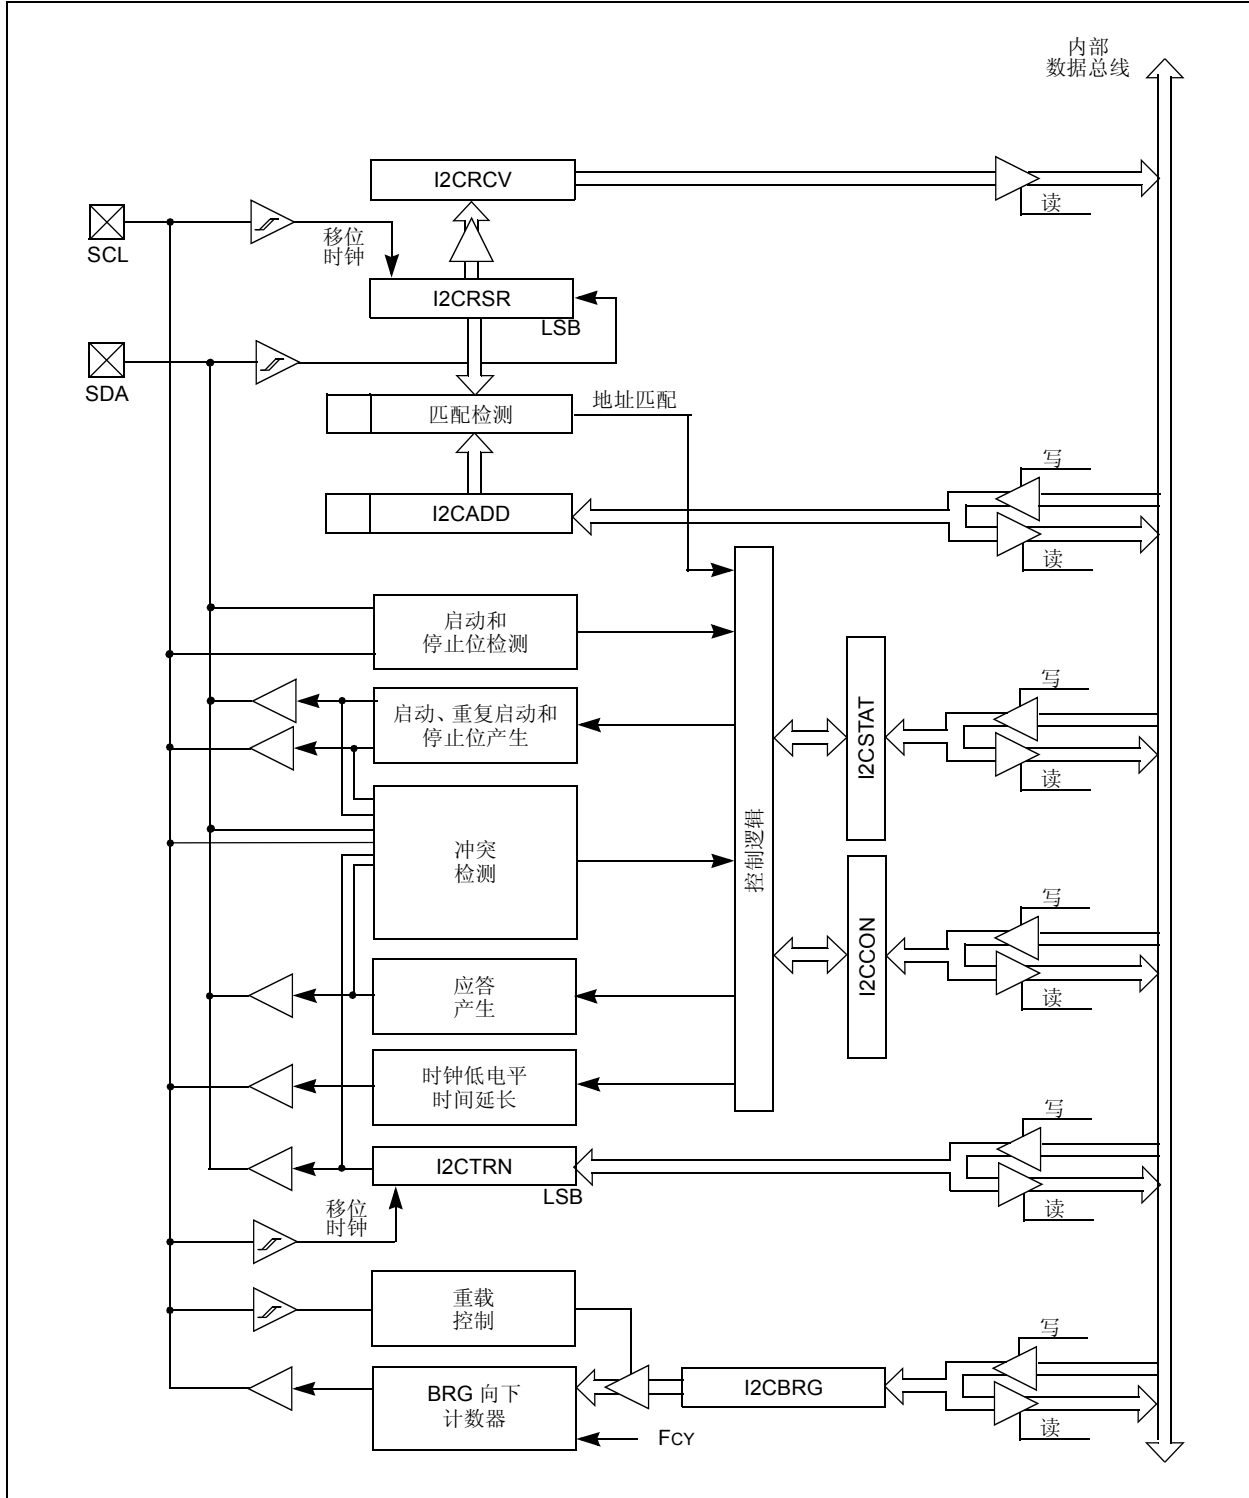 内部
数据总线
I2CRCV
读
SCL
移位
时钟
I2CRSR
LSB
SDA
匹配检测
地址匹配
写
I2CADD
读
启动和
停止位检测
启动、重复启动和
停止位产生
写
I2CSTAT
读
控制逻辑
冲突
检测
写
I2CCON
读
应答
产生
时钟低电平
时间延长
写
I2CTRN
LSB
读
移位
时钟
重载
控制
写
BRG 向下
计数器
I2CBRG
读
FCY